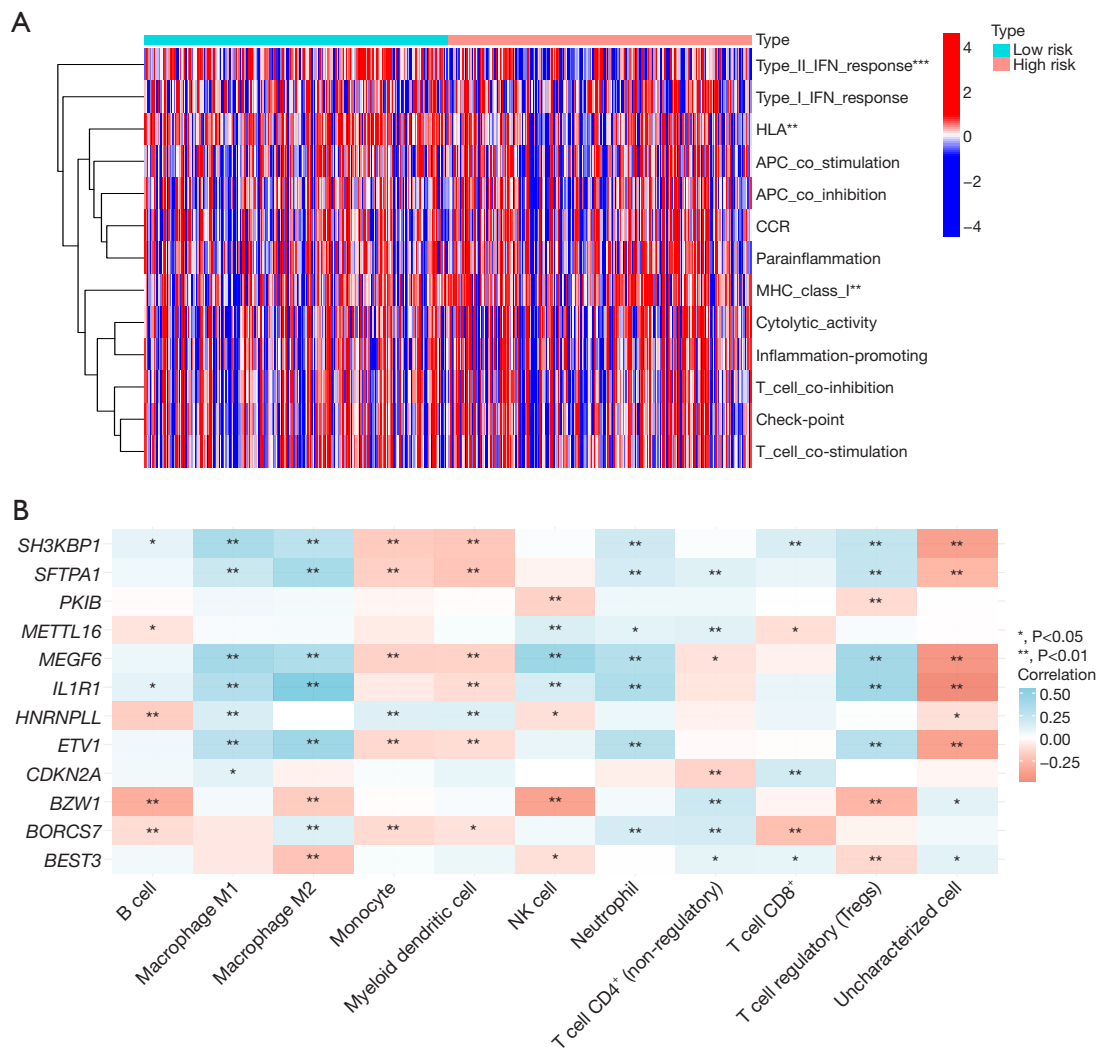 A
Type
Type_II_IFN_response***
Type_I_IFN_response
HLA**
APC_co_stimulation
APC_co_inhibition
CCR
Parainflammation
MHC_class_I**
Cytolytic_activity
Inflammation-promoting
T_cell_co-inhibition
Check-point
T_cell_co-stimulation
4
2
0
−2
−4
Type
Low risk
High risk
B
SH3KBP1 * ** ** ** ** ** ** ** **
SFTPA1 ** ** ** ** ** ** ** **
PKIB ** **
METTL16 * ** * ** *
MEGF6 ** ** ** ** ** ** * ** **
IL1R1 * ** ** ** ** ** ** **
HNRNPLL ** ** ** ** * *
ETV1 ** ** ** ** ** ** **
CDKN2A * ** **
BZW1 ** ** ** ** ** *
BORCS7 ** ** ** * ** ** **
BEST3 ** * * * ** *
B cell
Macrophage M1
Macrophage M2
Monocyte
Myeloid dendritic cell
NK cell
Neutrophil
T cell CD4⁺ (non-regulatory)
T cell CD8⁺
T cell regulatory (Tregs)
Uncharacterized cell
*, P<0.05
**, P<0.01
Correlation
0.50
0.25
0.00
−0.25